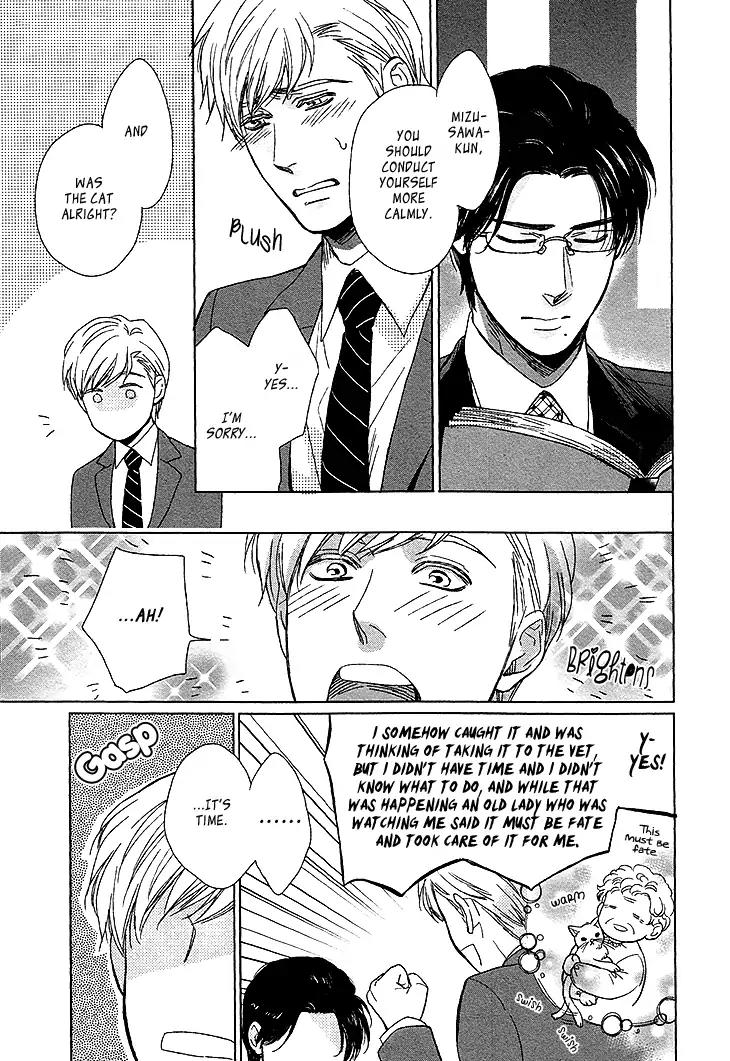 MIZU-
SAWA-
KUN,
YOU
SHOULD
CONDUCT
YOURSELF
MORE
CALMLY.
BLUSH
Y-
YES...
I'M
SORRY...
AND
WAS
THE CAT
ALRIGHT?
...AH!
BRightens
Y-
YES!
I SOMEHOW CAUGHT IT AND WAS
THINKING OF TAKING IT TO THE VET,
BUT I DIDN'T HAVE TIME AND I DIDN'T
KNOW WHAT TO DO, AND WHILE THAT
WAS HAPPENING AN OLD LADY WHO WAS
WATCHING ME SAID IT MUST BE FATE
AND TOOK CARE OF IT FOR ME.
This
must be
fate
WARM
swish
swish
......
...IT'S
TIME.
Gasp